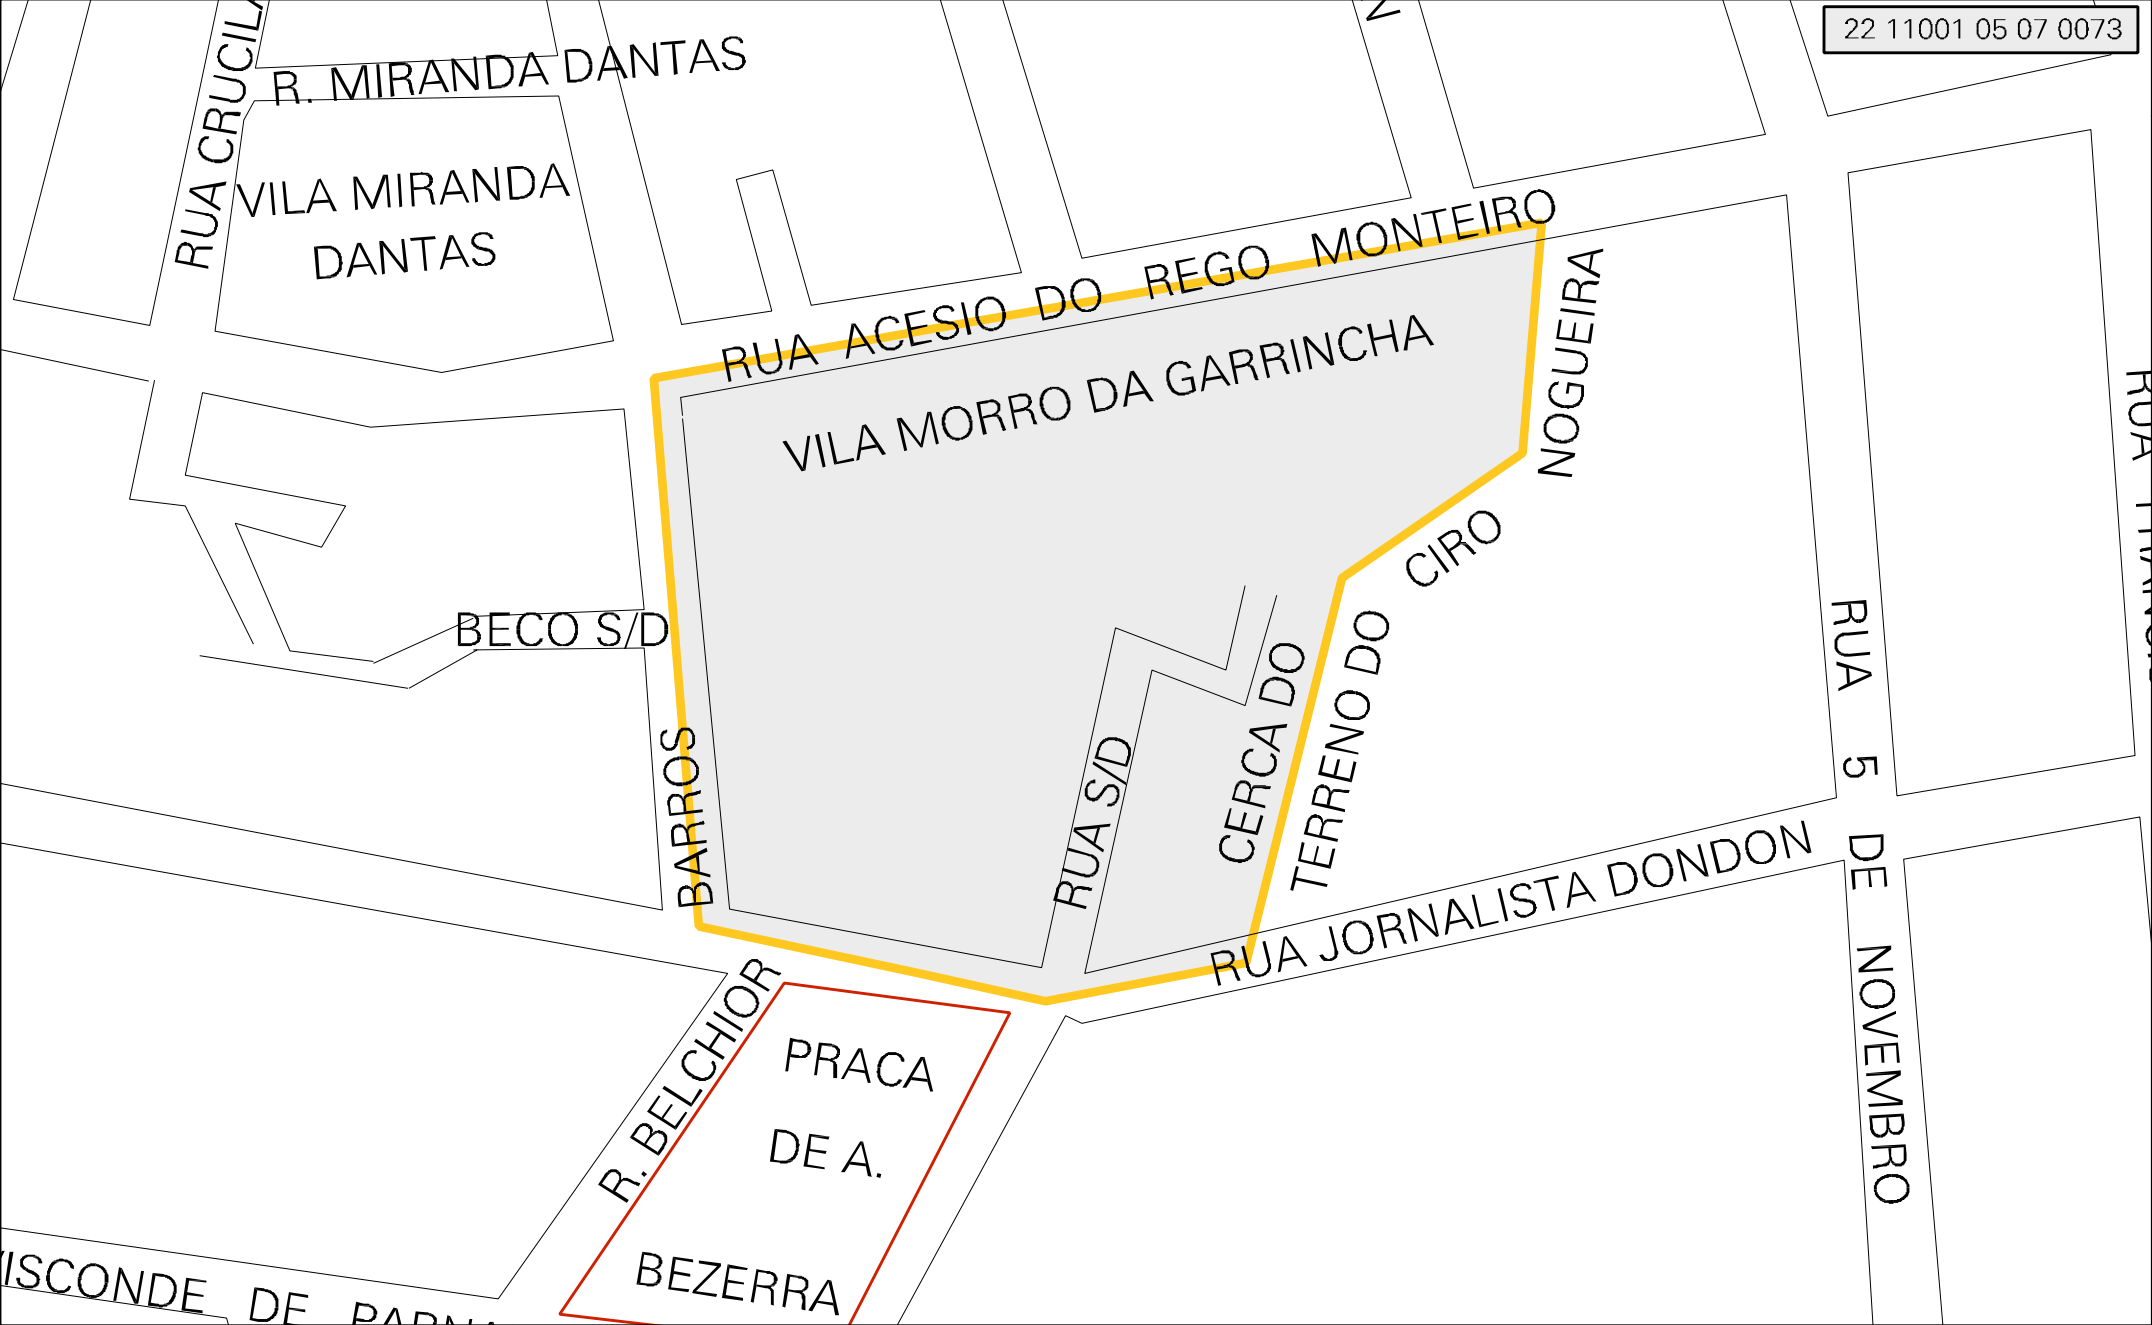 22 11001 05 07 0073
R. MIRANDA DANTAS
VILA MIRANDA
DANTAS
RUA ACESIO DO REGO MONTEIRO
VILA MORRO DA GARRINCHA
CERCA DO
TERRENO DO CIRO NOGUEIRA
BECO S/D
RUA S/D
RUA JORNALISTA DONDON
RUA 5 DE NOVEMBRO
R. BELCHIOR BARROS
PRACA
DE A.
BEZERRA
RUA
RUA
DE